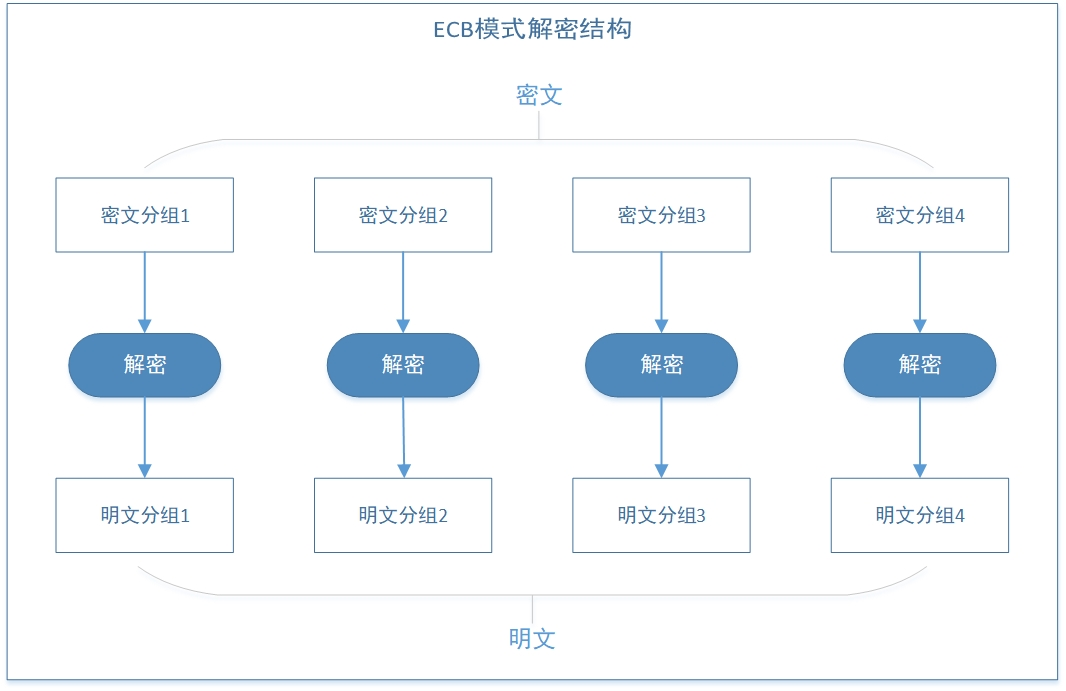 ECB模式解密结构
密文
密文分组1
密文分组2
密文分组3
密文分组4
解密
解密
解密
解密
明文分组1
明文分组2
明文分组3
明文分组4
明文